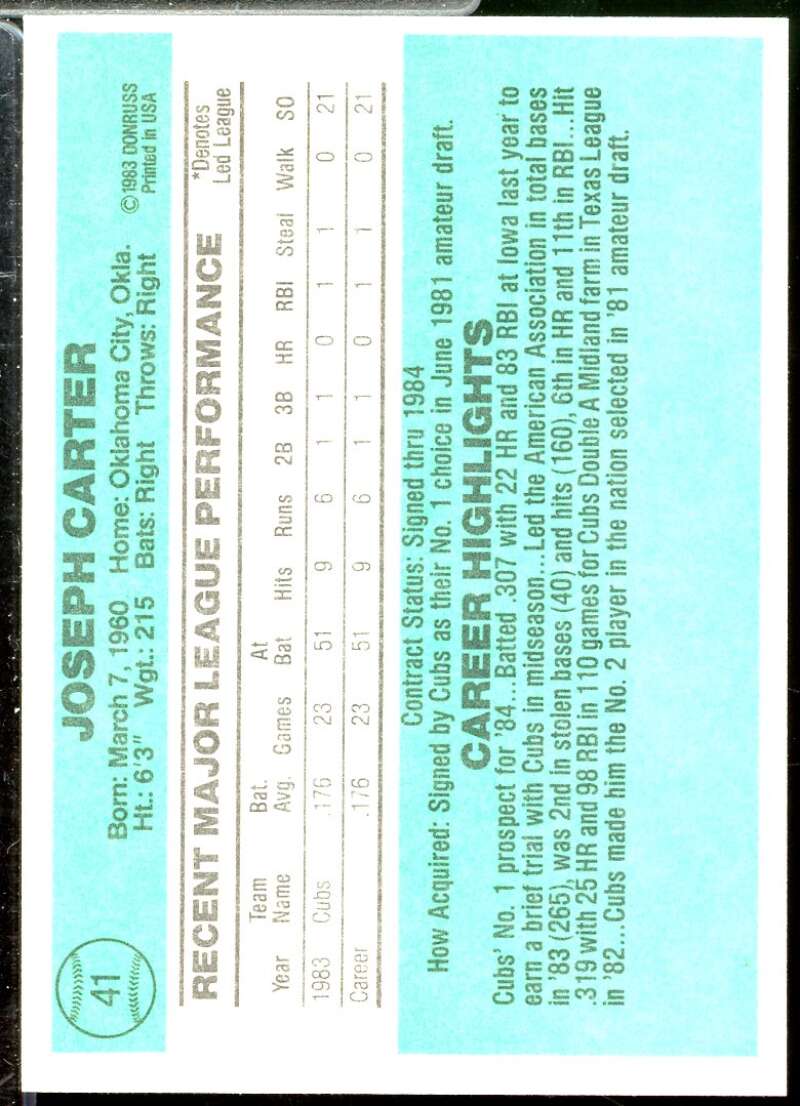 41
JOSEPH CARTER
Born: March 7, 1960 Home: Oklahoma City, Okla.
Ht.: 6'3" Wgt.: 215 Bats: Right Throws: Right
©1983 DONRUSS
Printed in USA
RECENT MAJOR LEAGUE PERFORMANCE
*Denotes
Led League
Team Bat. At
Year Name Avg. Games Bat Hits Runs 2B 3B HR RBI Steal Walk SO
1983 Cubs .176 23 51 9 6 1 1 0 1 1 0 21
Career .176 23 51 9 6 1 1 0 1 1 0 21
Contract Status: Signed thru 1984
How Acquired: Signed by Cubs as their No. 1 choice in June 1981 amateur draft.
CAREER HIGHLIGHTS
Cubs' No. 1 prospect for '84...Batted .307 with 22 HR and 83 RBI at Iowa last year to
earn a brief trial with Cubs in midseason...Led the American Association in total bases
in '83 (265), was 2nd in stolen bases (40) and hits (160), 6th in HR and 11th in RBI...Hit
.319 with 25 HR and 98 RBI in 110 games for Cubs Double A Midland farm in Texas League
in '82...Cubs made him the No. 2 player in the nation selected in '81 amateur draft.